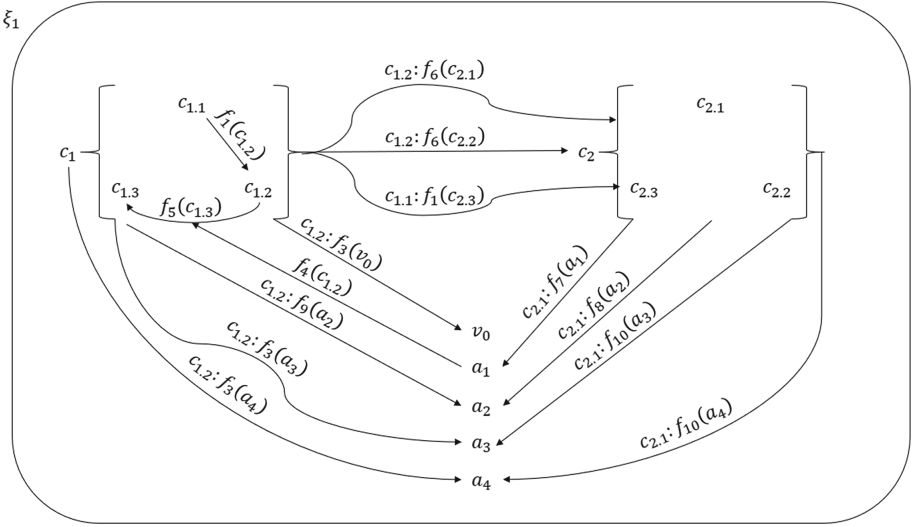 ξ₁
c₁.₂: f₆(c₂.₁)
c₁.₁
c₂.₁
f₁(c₁.₂)
c₁.₂: f₆(c₂.₂)
c₁
c₂
c₁.₃
c₁.₂
c₁.₁: f₁(c₂.₃)
c₂.₃
c₂.₂
f₅(c₁.₃)
c₁.₂: f₃(v₀)
f₄(c₁.₂)
c₁.₂: f₉(a₂)
c₂.₁: f₇(a₁)
c₂.₁: f₈(a₂)
c₂.₁: f₁₀(a₃)
v₀
c₁.₂: f₃(a₃)
a₁
c₁.₂: f₃(a₄)
a₂
c₂.₁: f₁₀(a₄)
a₃
a₄